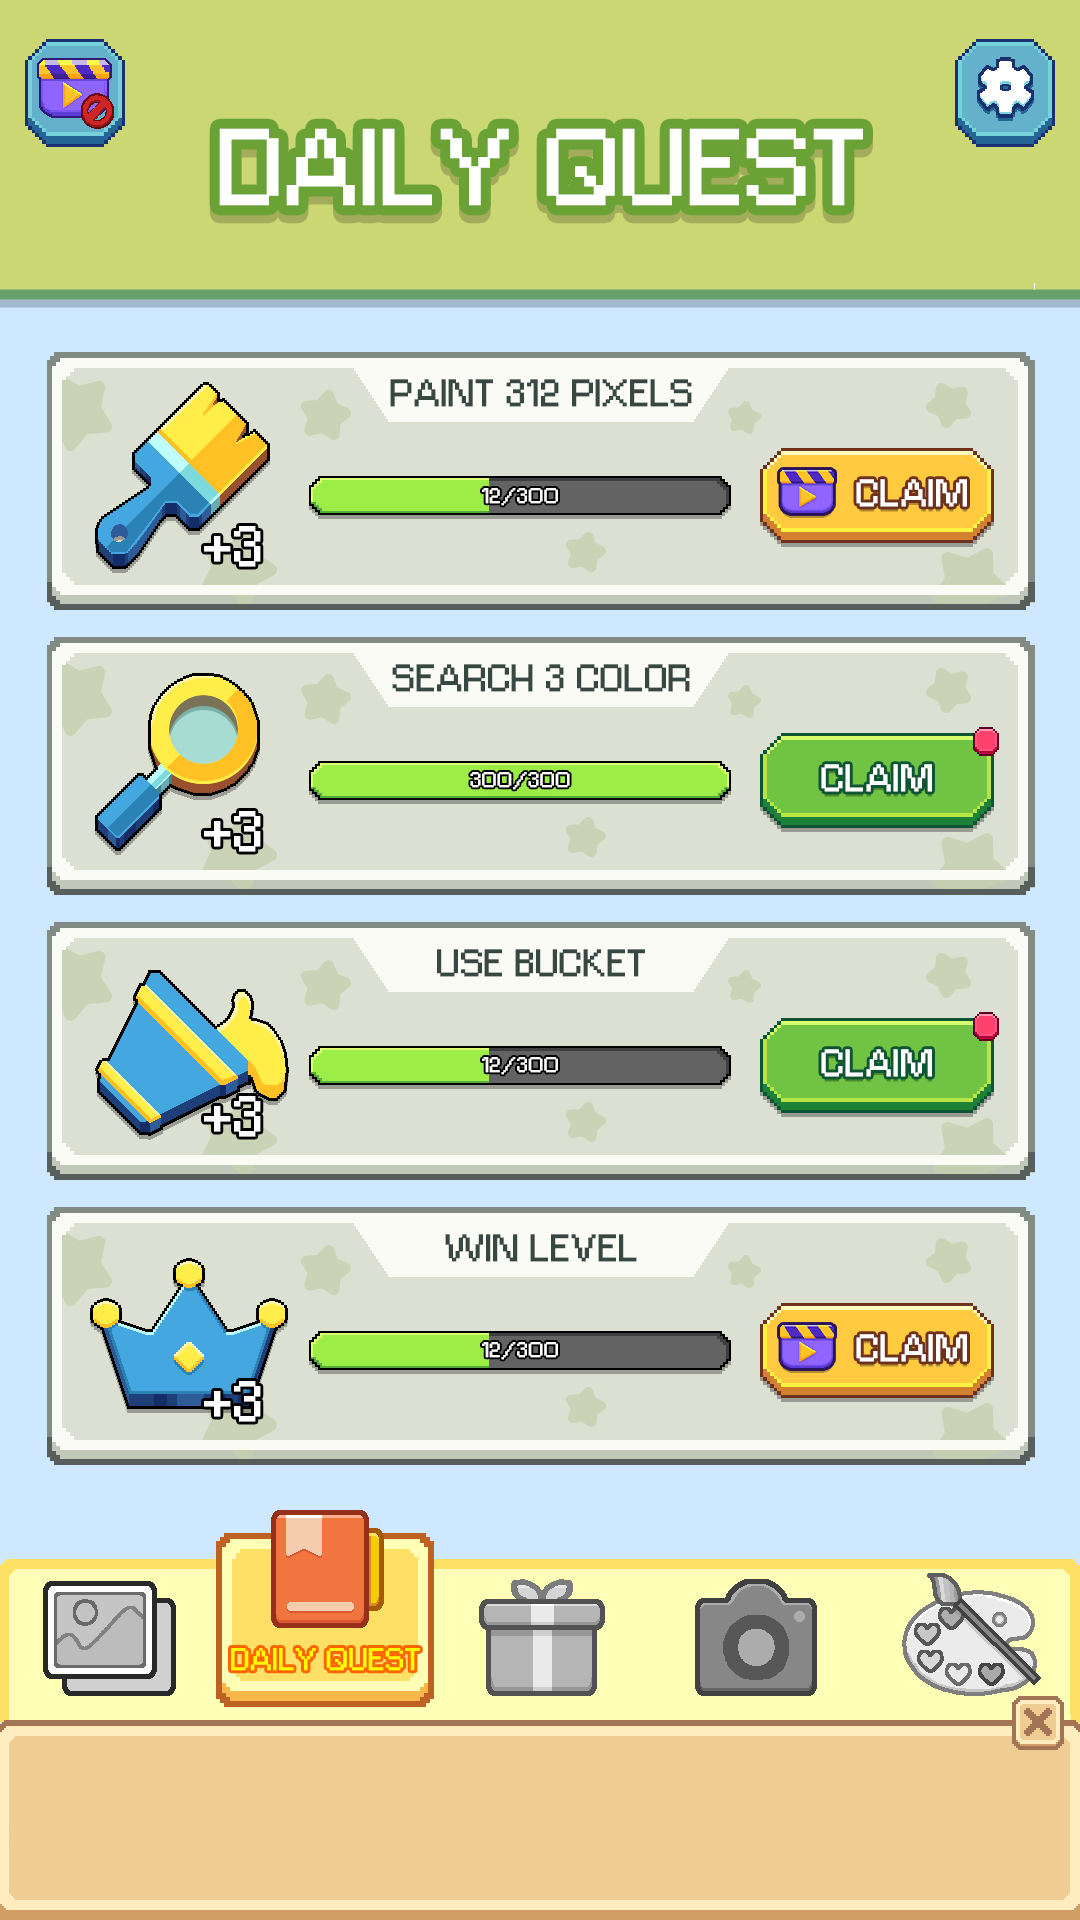 DAILY QUEST
PAINT 312 PIXELS
12/300
CLAIM
+3
SEARCH 3 COLOR
300/300
CLAIM
+3
USE BUCKET
12/300
CLAIM
+3
WIN LEVEL
12/300
CLAIM
+3
DAILY QUEST